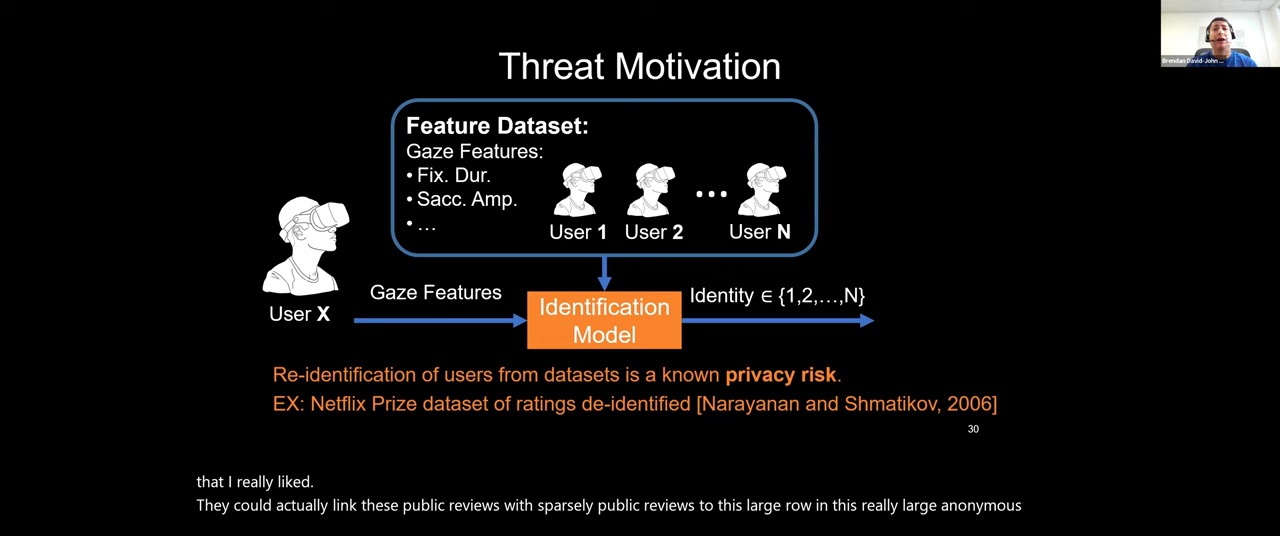 Brendan David-John ...
Threat Motivation
Feature Dataset:
Gaze Features:
• Fix. Dur.
• Sacc. Amp.
• ...
...
User 1
User 2
User N
User X
Gaze Features
Identification
Model
Identity ∈ {1,2,...,N}
Re-identification of users from datasets is a known privacy risk.
EX: Netflix Prize dataset of ratings de-identified [Narayanan and Shmatikov, 2006]
30
that I really liked.
They could actually link these public reviews with sparsely public reviews to this large row in this really large anonymous